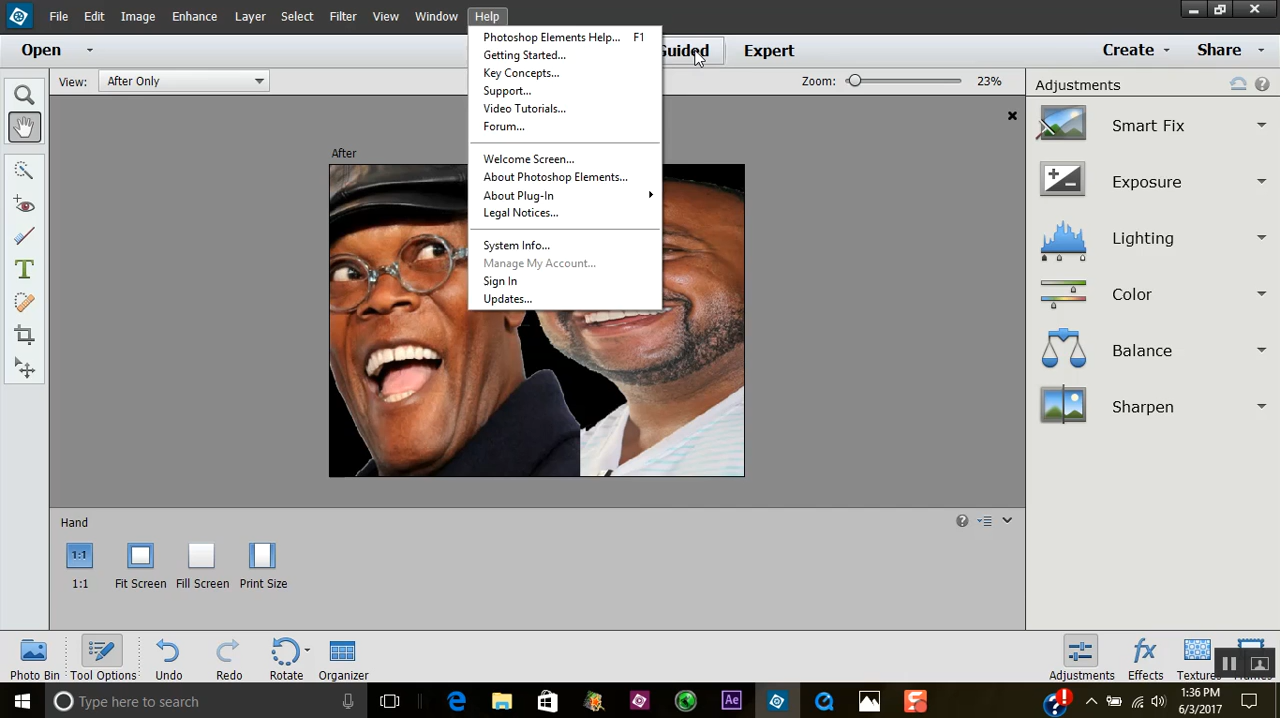 File Edit Image Enhance Layer Select Filter View Window Help
Open Guided Expert Create Share
Photoshop Elements Help... F1
Getting Started...
Key Concepts...
Support...
Video Tutorials...
Forum...
Welcome Screen...
About Photoshop Elements...
About Plug-In
Legal Notices...
System Info...
Manage My Account...
Sign In
Updates...
View: After Only Zoom: 23%
After
Adjustments
Smart Fix
Exposure
Lighting
Color
Balance
Sharpen
Hand
1:1
1:1 Fit Screen Fill Screen Print Size
Photo Bin Tool Options Undo Redo Rotate Organizer Adjustments Effects Textures
Type here to search
Ae
1:36 PM
6/3/2017